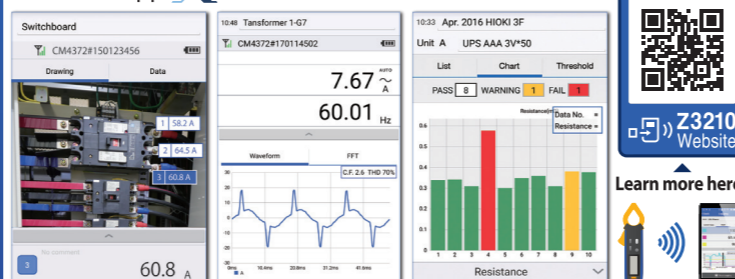 Switchboard
CM4372#150123456
Drawing
Data
1 58.2 A
2 64.5 A
3 60.8 A
No comment
3
60.8 A
10:48 Tansformer 1-G7
CM4372#170114502
AUTO
7.67 ~ A
60.01 Hz
Waveform
FFT
C.F. 2.6 THD 70%
30
20
10
0
-10
-20
-30
0ms 10.4ms 20.8ms 31.2ms 41.6ms
A
10:33 Apr. 2016 HIOKI 3F
Unit A UPS AAA 3V*50
List
Chart
Threshold
PASS 8 WARNING 1 FAIL 1
Data No. =
Resistance =
0.6
0.5
0.4
0.3
0.2
0.1
0
1 2 3 4 5 6 7 8 9 10
Resistance
Z3210
Website
Learn more here